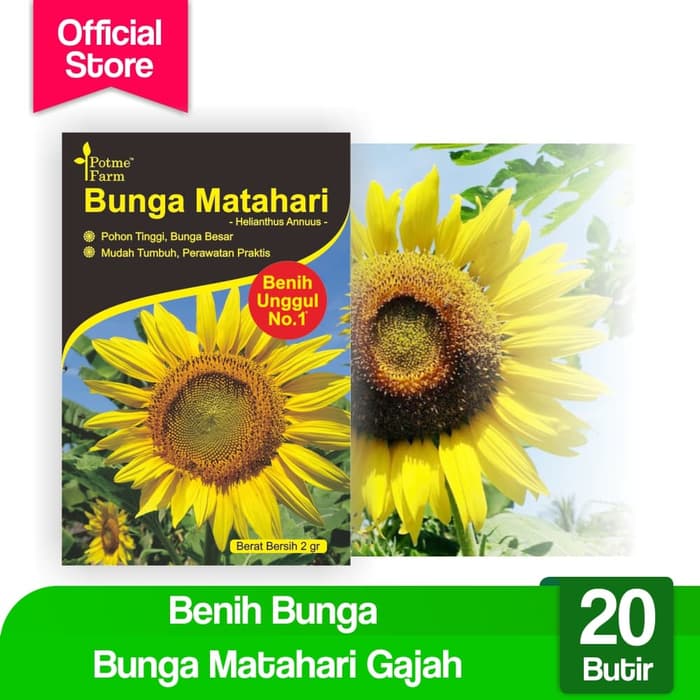 Official
Store
Potme™
Farm
Bunga Matahari
- Helianthus Annuus -
Pohon Tinggi, Bunga Besar
Mudah Tumbuh, Perawatan Praktis
Benih
Unggul
No.1
Berat Bersih 2 gr
Benih Bunga
Bunga Matahari Gajah
20
Butir